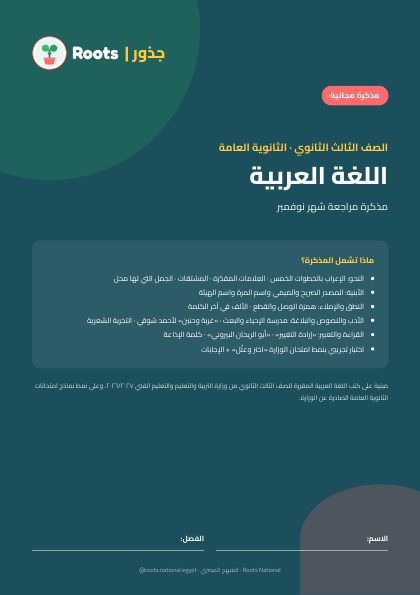 Roots | جذور
مذكرة مجانية
الصف الثالث الثانوي · الثانوية العامة
اللغة العربية
مذكرة مراجعة شهر نوفمبر
ماذا تشمل المذكرة؟
• النحو: الإعراب بالخطوات الخمس · العلامات المقدّرة · المشتقات · الجمل التي لها محل
• الأبنية: المصدر الصريح والميمي واسم المرة واسم الهيئة
• النطق والإملاء: همزة الوصل والقطع · الألف في آخر الكلمة
• الأدب والنصوص والبلاغة: مدرسة الإحياء والبعث · «غربة وحنين» لأحمد شوقي · التجربة الشعرية
• القراءة والتعبير: «إرادة التغيير» · «أبو الريحان البيروني» · كلمة الإذاعة
• اختبار تجريبي بنمط امتحان الوزارة «اختر وعلّل» + الإجابات
مبنية على كتب اللغة العربية المقررة للصف الثالث الثانوي من وزارة التربية والتعليم والتعليم الفني ٢٠٢٦/٢٠٢٧، وعلى نمط نماذج امتحانات
الثانوية العامة الصادرة عن الوزارة.
الاسم:
الفصل:
Roots National · المنهج المصري · @roots.national.egypt